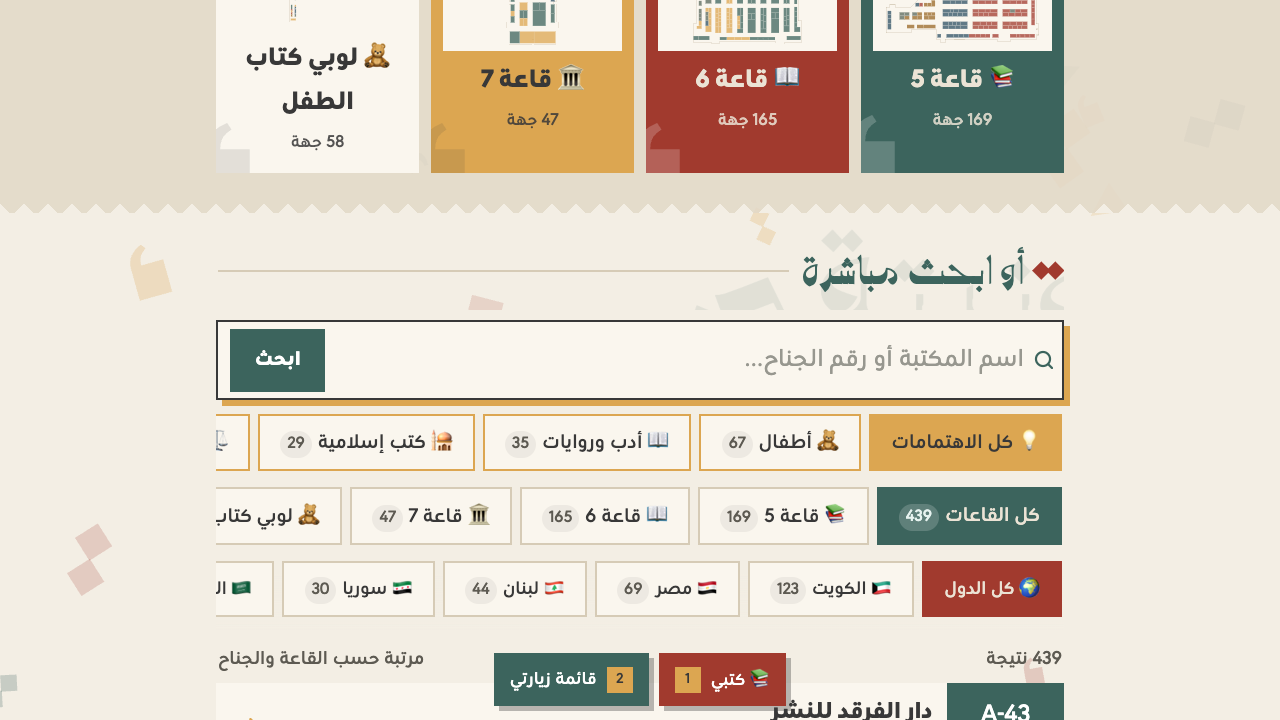 📚 قاعة 5
169 جهة
📖 قاعة 6
165 جهة
🏛️ قاعة 7
47 جهة
🧸 لوبي كتاب
الطفل
58 جهة
أو ابحث مباشرة
اسم المكتبة أو رقم الجناح...
ابحث
💡 كل الاهتمامات
🧸 أطفال 67
📖 أدب وروايات 35
🕌 كتب إسلامية 29
كل القاعات 439
📚 قاعة 5 169
📖 قاعة 6 165
🏛️ قاعة 7 47
🧸 لوبي كتاب
🌍 كل الدول
🇰🇼 الكويت 123
🇪🇬 مصر 69
🇱🇧 لبنان 44
🇸🇾 سوريا 30
439 نتيجة
مرتبة حسب القاعة والجناح
📚 كتبي 1
2 قائمة زيارتي
A-43
دار الفرقد للنشر